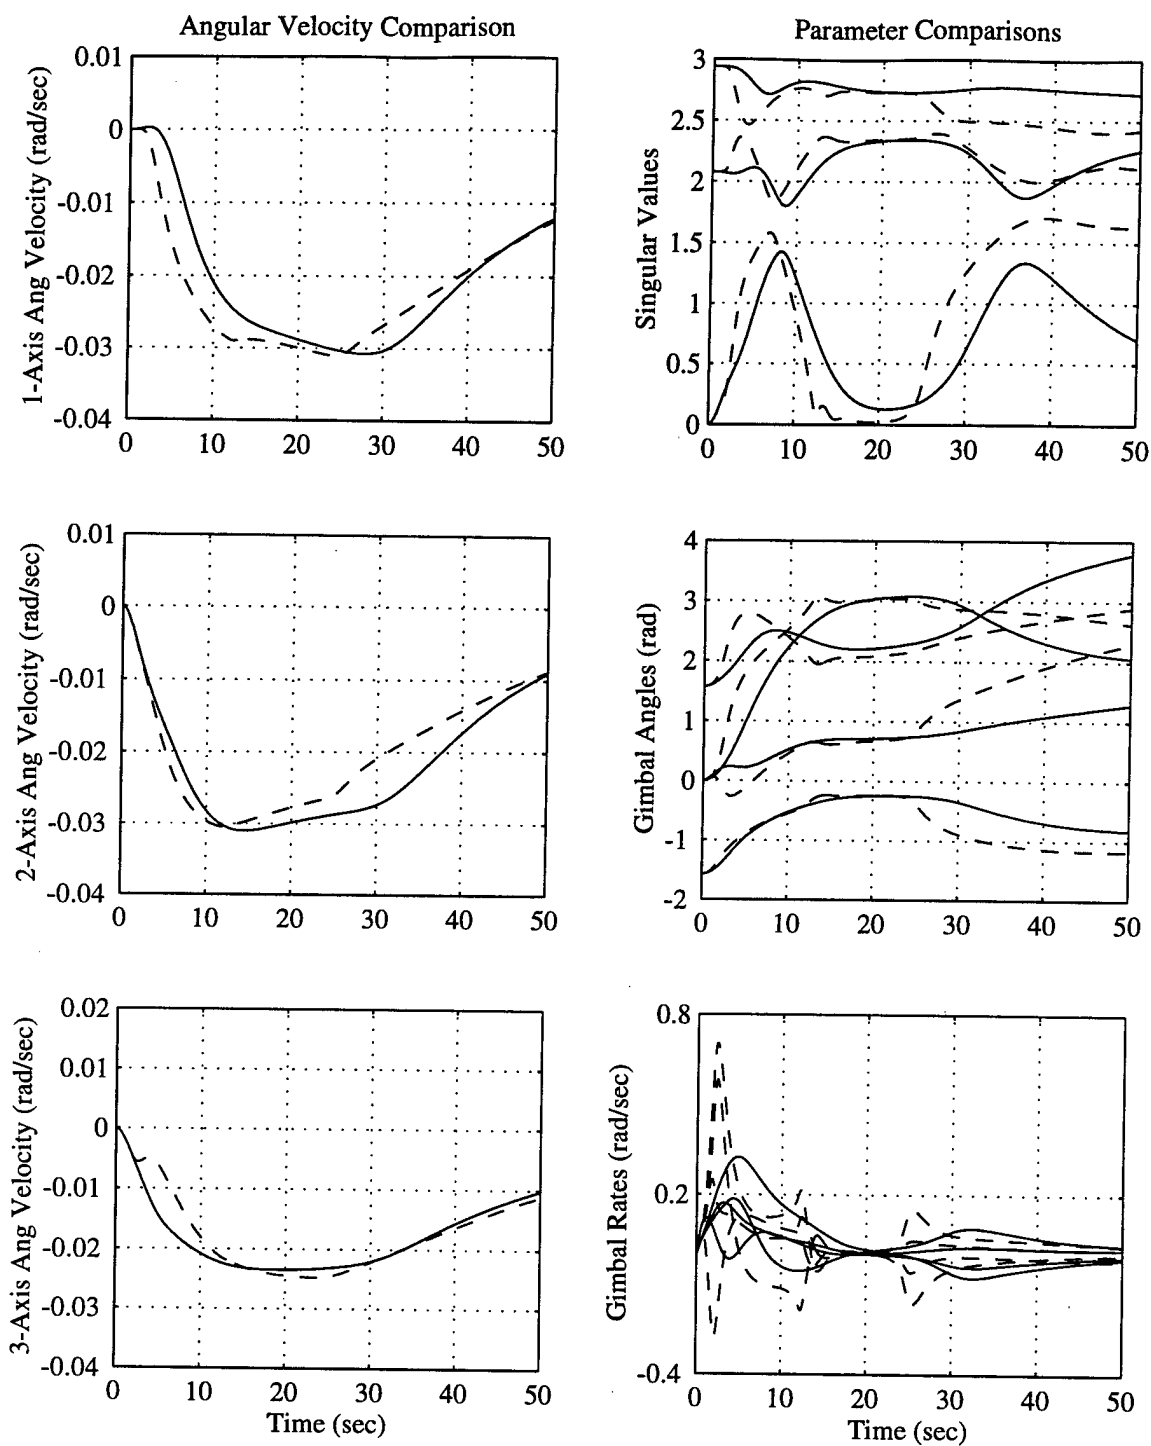 Angular Velocity Comparison
0.01
0
-0.01
-0.02
-0.03
-0.04
1-Axis Ang Velocity (rad/sec)
0 10 20 30 40 50
Parameter Comparisons
3
2.5
2
1.5
1
0.5
0
Singular Values
0 10 20 30 40 50
0.01
0
-0.01
-0.02
-0.03
-0.04
2-Axis Ang Velocity (rad/sec)
0 10 20 30 40 50
4
3
2
1
0
-1
-2
Gimbal Angles (rad)
0 10 20 30 40 50
0.02
0.01
0
-0.01
-0.02
-0.03
-0.04
3-Axis Ang Velocity (rad/sec)
0 10 20 30 40 50
Time (sec)
0.8
0.2
-0.4
Gimbal Rates (rad/sec)
0 10 20 30 40 50
Time (sec)